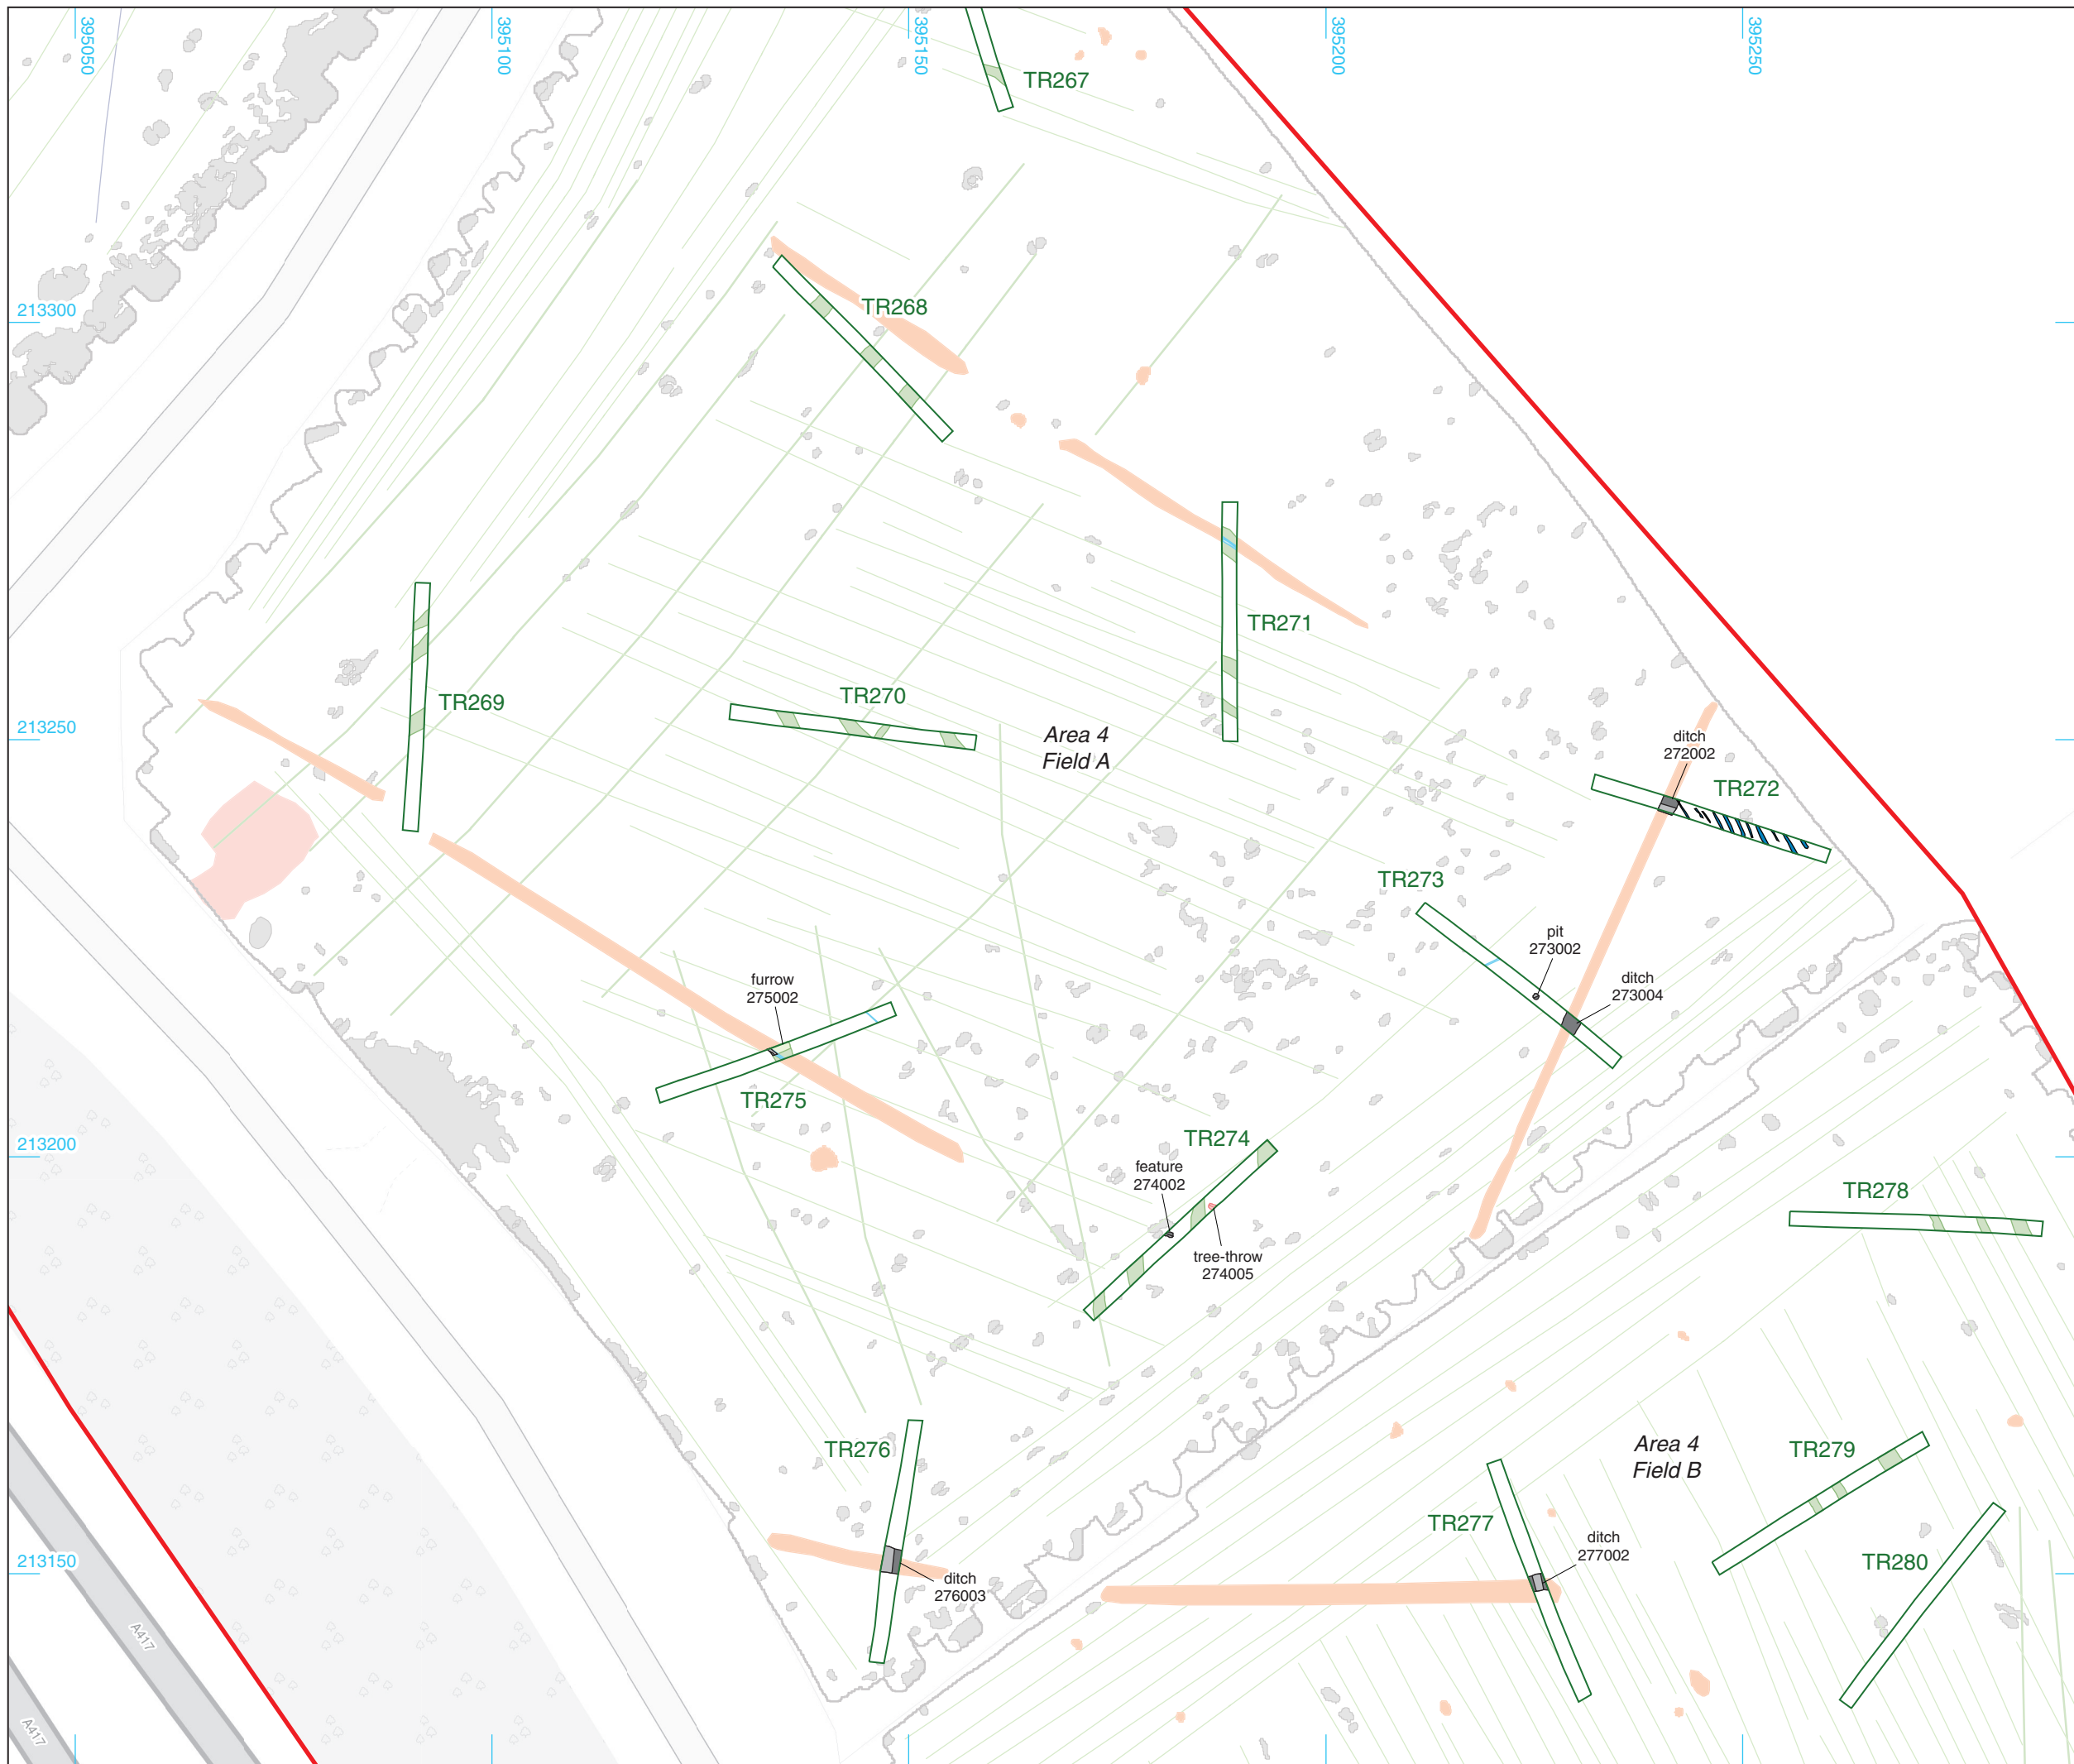 395050
395100
395150
395200
395250
TR267
213300
TR268
TR271
TR269
TR270
213250
Area 4
Field A
ditch
272002
TR272
TR273
pit
273002
ditch
273004
furrow
275002
TR275
213200
TR274
feature
274002
tree-throw
274005
TR278
TR276
Area 4
Field B
TR279
TR277
ditch
277002
TR280
213150
ditch
276003
A417
A417